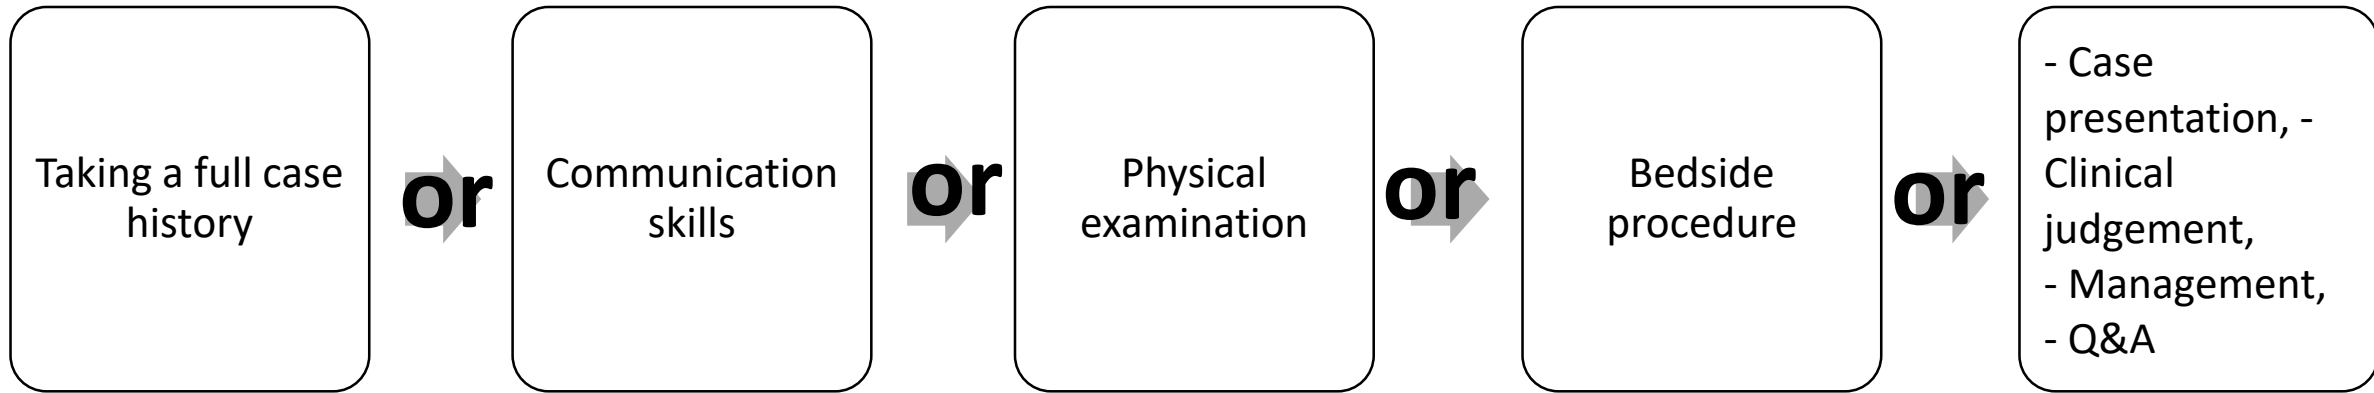 Taking a full case
history
or
Communication
skills
or
Physical
examination
or
Bedside
procedure
or
- Case
presentation, -
Clinical
judgement,
- Management,
- Q&A